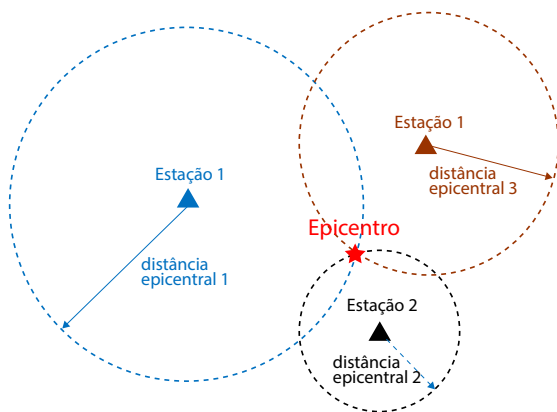 Estação 1
distância
epicentral 1
Estação 1
distância
epicentral 3
Epicentro
Estação 2
distância
epicentral 2